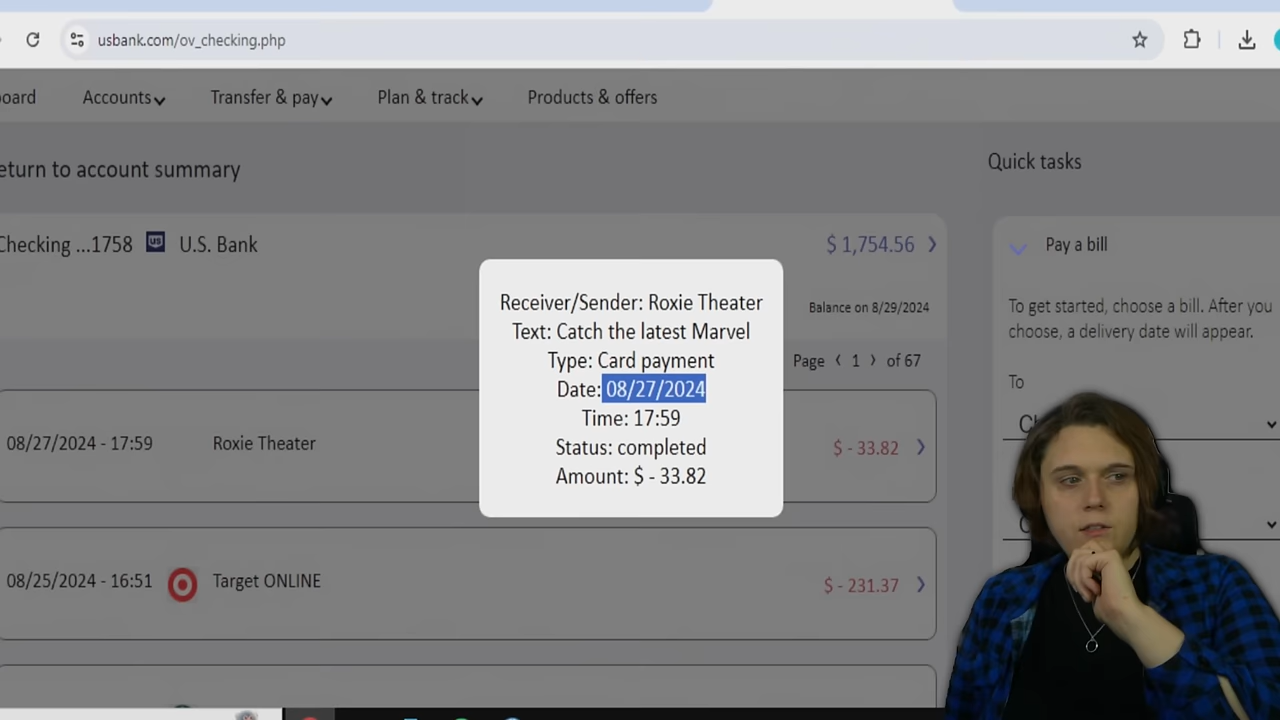 usbank.com/ov_checking.php
oard
Accounts
Transfer & pay
Plan & track
Products & offers
eturn to account summary
Quick tasks
Checking ...1758
us
U.S. Bank
$ 1,754.56
Balance on 8/29/2024
Page
1
of 67
Pay a bill
To get started, choose a bill. After you
choose, a delivery date will appear.
To
Receiver/Sender: Roxie Theater
Text: Catch the latest Marvel
Type: Card payment
Date: 08/27/2024
Time: 17:59
Status: completed
Amount: $ - 33.82
08/27/2024 - 17:59
Roxie Theater
$ - 33.82
08/25/2024 - 16:51
Target ONLINE
$ - 231.37